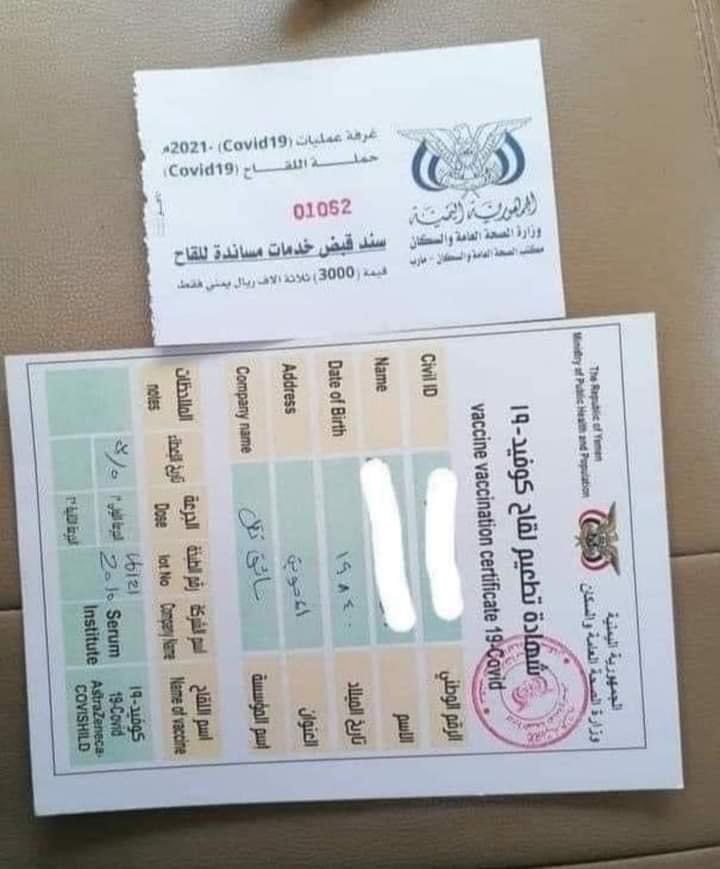 الجمهورية اليمنية
وزارة الصحة العامة والسكان
مكتب الصحة العامة والسكان - مارب
غرفة عمليات (Covid19) -2021م
حملة اللقاح (Covid19)
01052
سند قبض خدمات مساندة للقاح
قيمة (3000) ثلاثة الاف ريال يمني فقط
The Republic of Yemen
Ministry of Public Health and Population
الجمهورية اليمنية
وزارة الصحة العامة والسكان
شهادة تطعيم لقاح كوفيد-١٩
vaccine vaccination certificate 19-Covid
Civil ID الرقم الوطني
Name الاسم
Date of Birth ١٩٨٤ تاريخ الميلاد
Address العنوان
Company name اسم المؤسسة
الملاحظات تاريخ الإعطاء الجرعة رقم الطبخة اسم الشركة اسم اللقاح
notes Dose lot No Company Name Name of vaccine
Serum Institute
كوفيد-١٩
19-Covid
AstraZeneca-
COVISHILD